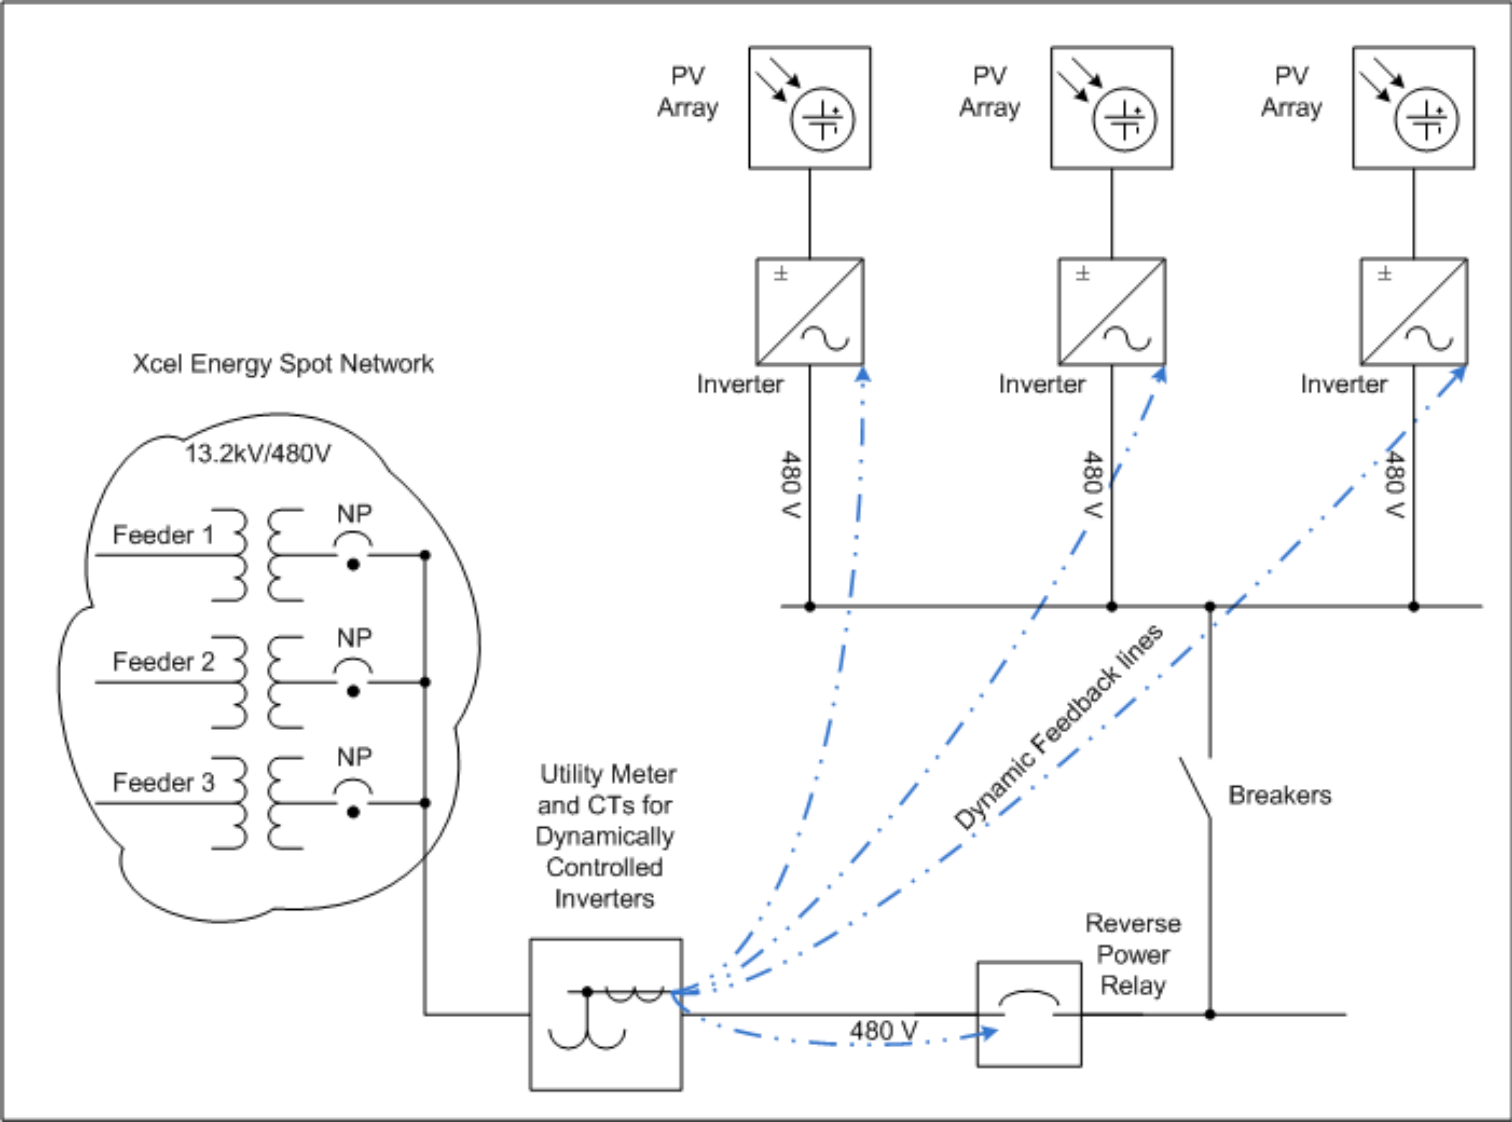 PV
Array
PV
Array
PV
Array
±
±
±
Inverter
Inverter
Inverter
Xcel Energy Spot Network
13.2kV/480V
480 V
480 V
480 V
NP
Feeder 1
NP
Feeder 2
NP
Feeder 3
Dynamic Feedback lines
Utility Meter
and CTs for
Dynamically
Controlled
Inverters
Breakers
Reverse
Power
Relay
480 V